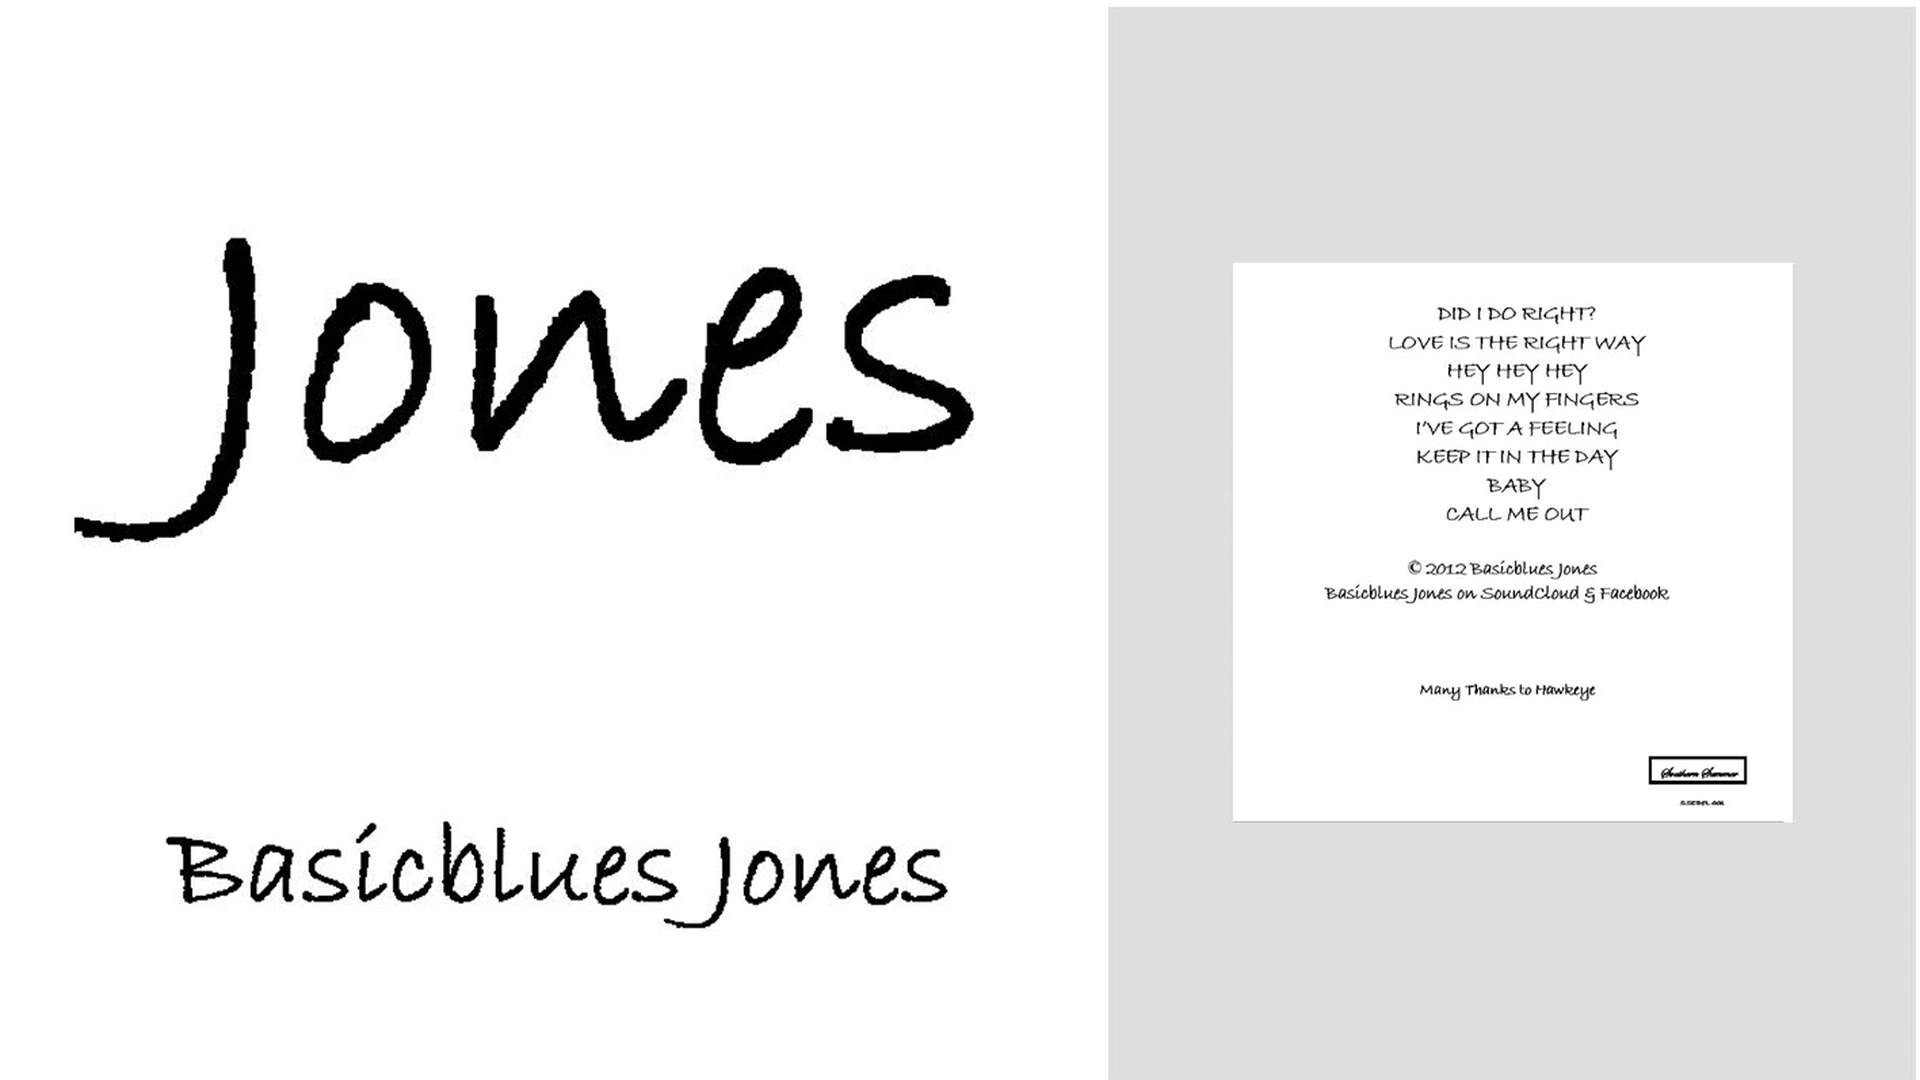 Jones
Basicblues Jones
DID I DO RIGHT?
LOVE IS THE RIGHT WAY
HEY HEY HEY
RINGS ON MY FINGERS
I'VE GOT A FEELING
KEEP IT IN THE DAY
BABY
CALL ME OUT
© 2012 Basicblues Jones
Basicblues Jones on SoundCloud & Facebook
Many Thanks to Hawkeye
Southern Summer